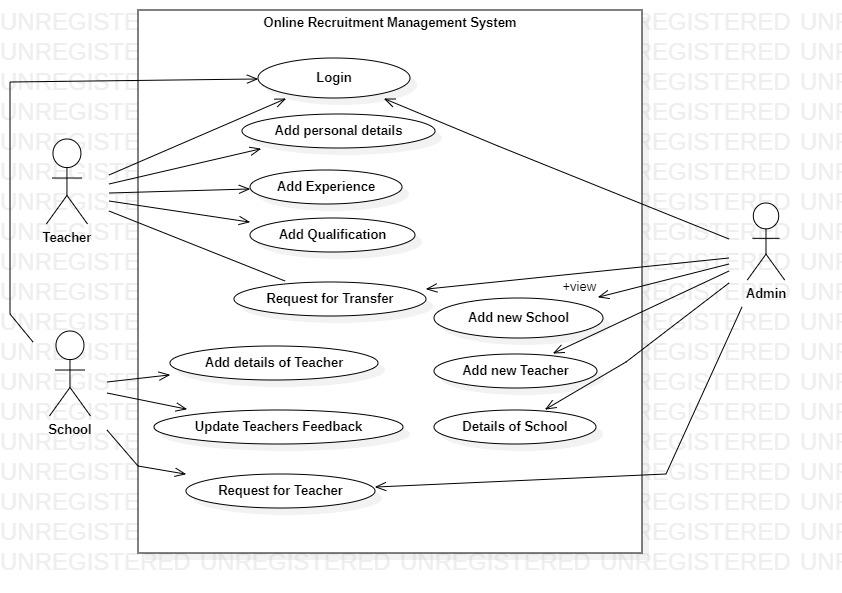 Online Recruitment Management System
Login
Add personal details
Add Experience
Add Qualification
Teacher
Request for Transfer
+view
Admin
Add new School
Add details of Teacher
Add new Teacher
School
Update Teachers Feedback
Details of School
Request for Teacher
UNREGISTERED UNREGISTERED UNREGISTERED UNREGISTERED UNR